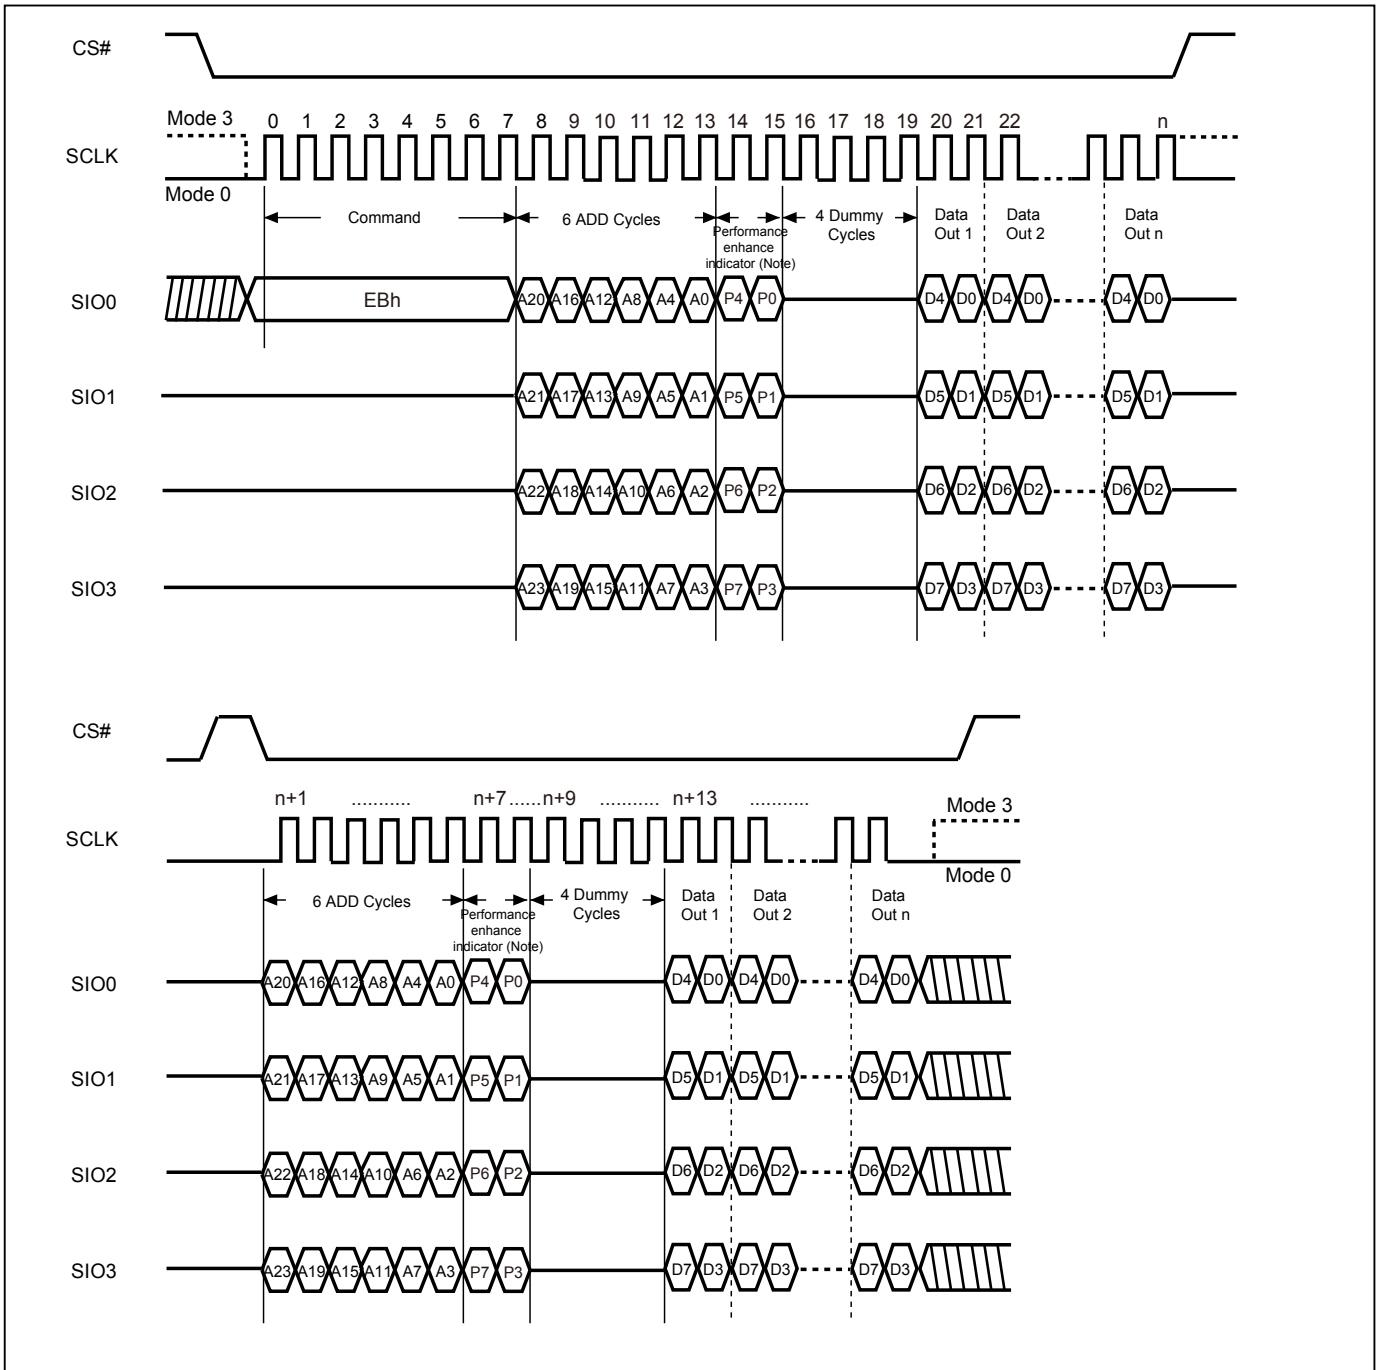 CS#
Mode 3
0 1 2 3 4 5 6 7 8 9 10 11 12 13 14 15 16 17 18 19 20 21 22 n
SCLK
Mode 0
Command 6 ADD Cycles Performance enhance indicator (Note) 4 Dummy Cycles Data Out 1 Data Out 2 Data Out n
SIO0 EBh A20 A16 A12 A8 A4 A0 P4 P0 D4 D0 D4 D0 D4 D0
SIO1 A21 A17 A13 A9 A5 A1 P5 P1 D5 D1 D5 D1 D5 D1
SIO2 A22 A18 A14 A10 A6 A2 P6 P2 D6 D2 D6 D2 D6 D2
SIO3 A23 A19 A15 A11 A7 A3 P7 P3 D7 D3 D7 D3 D7 D3
CS#
n+1 ........... n+7 ...... n+9 ........... n+13 ...........
Mode 3
SCLK
Mode 0
6 ADD Cycles Performance enhance indicator (Note) 4 Dummy Cycles Data Out 1 Data Out 2 Data Out n
SIO0 A20 A16 A12 A8 A4 A0 P4 P0 D4 D0 D4 D0 D4 D0
SIO1 A21 A17 A13 A9 A5 A1 P5 P1 D5 D1 D5 D1 D5 D1
SIO2 A22 A18 A14 A10 A6 A2 P6 P2 D6 D2 D6 D2 D6 D2
SIO3 A23 A19 A15 A11 A7 A3 P7 P3 D7 D3 D7 D3 D7 D3